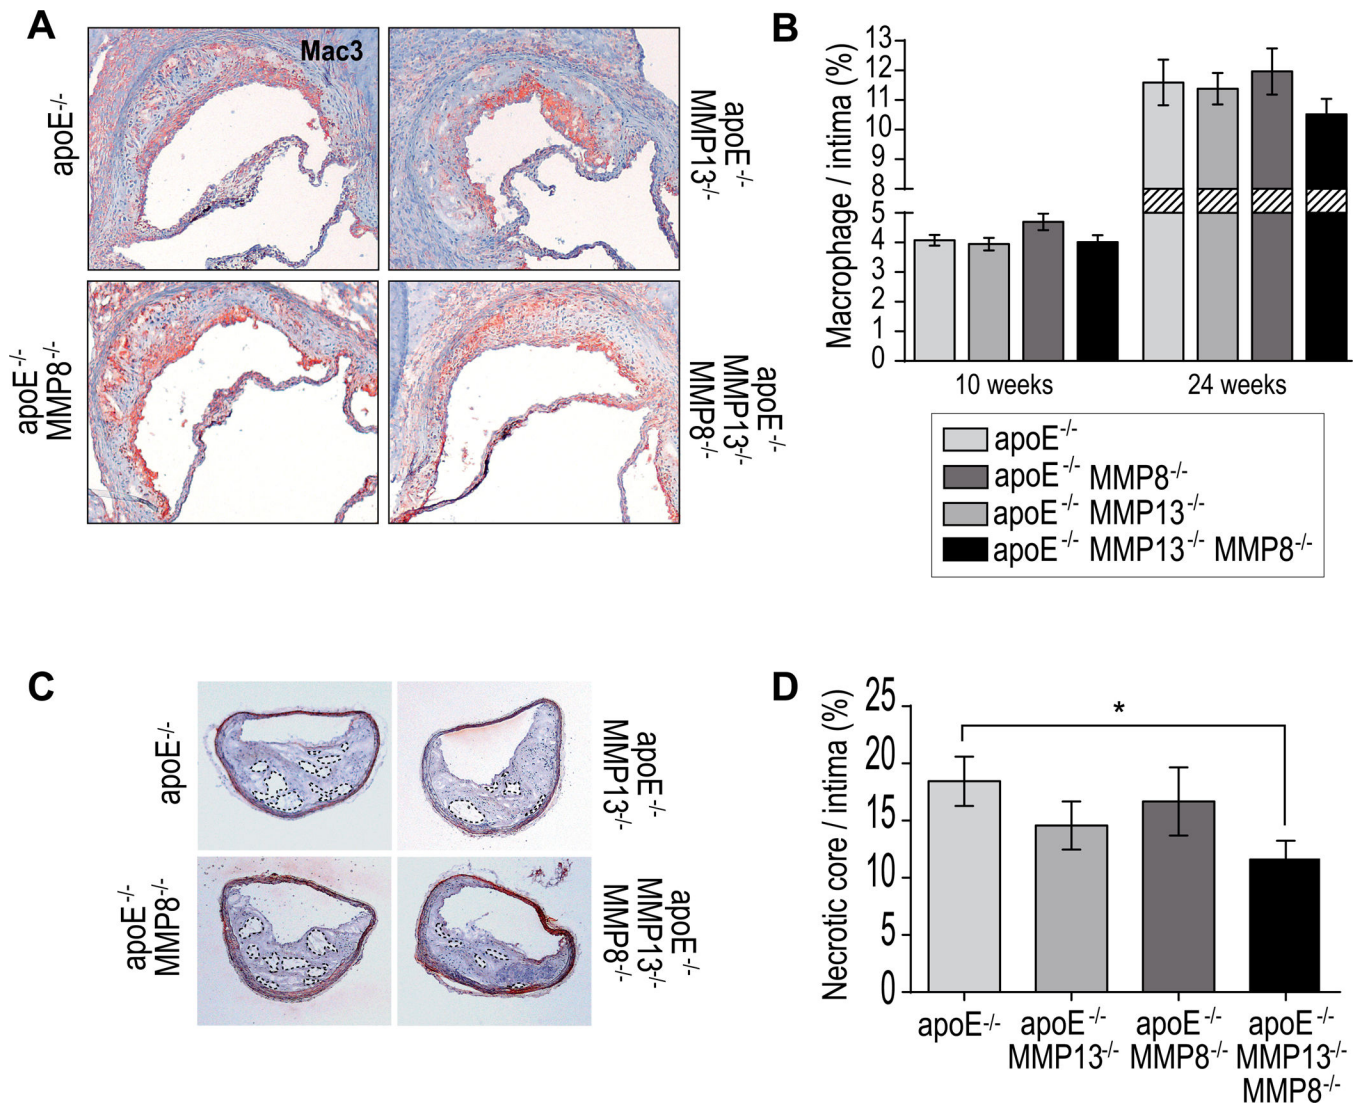 A
Mac3
apoE-/-
apoE-/-
MMP13-/-
apoE-/-
MMP8-/-
apoE-/-
MMP13-/-
MMP8-/-
B
Macrophage / intima (%)
13
12
11
10
9
8
5
4
3
2
1
0
10 weeks
24 weeks
apoE-/-
apoE-/- MMP8-/-
apoE-/- MMP13-/-
apoE-/- MMP13-/- MMP8-/-
C
apoE-/-
apoE-/-
MMP13-/-
apoE-/-
MMP8-/-
apoE-/-
MMP13-/-
MMP8-/-
D
Necrotic core / intima (%)
25
20
15
10
5
0
*
apoE-/-
apoE-/-
MMP13-/-
apoE-/-
MMP8-/-
apoE-/-
MMP13-/-
MMP8-/-